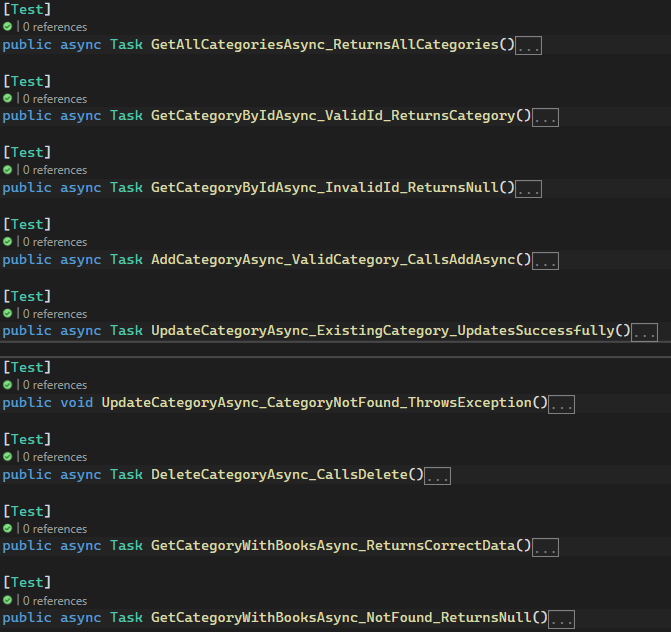 [Test]
| 0 references
public async Task GetAllCategoriesAsync_ReturnsAllCategories()...
[Test]
| 0 references
public async Task GetCategoryByIdAsync_ValidId_ReturnsCategory()...
[Test]
| 0 references
public async Task GetCategoryByIdAsync_InvalidId_ReturnsNull()...
[Test]
| 0 references
public async Task AddCategoryAsync_ValidCategory_CallsAddAsync()...
[Test]
| 0 references
public async Task UpdateCategoryAsync_ExistingCategory_UpdatesSuccessfully()...
[Test]
| 0 references
public void UpdateCategoryAsync_CategoryNotFound_ThrowsException()...
[Test]
| 0 references
public async Task DeleteCategoryAsync_CallsDelete()...
[Test]
| 0 references
public async Task GetCategoryWithBooksAsync_ReturnsCorrectData()...
[Test]
| 0 references
public async Task GetCategoryWithBooksAsync_NotFound_ReturnsNull()...